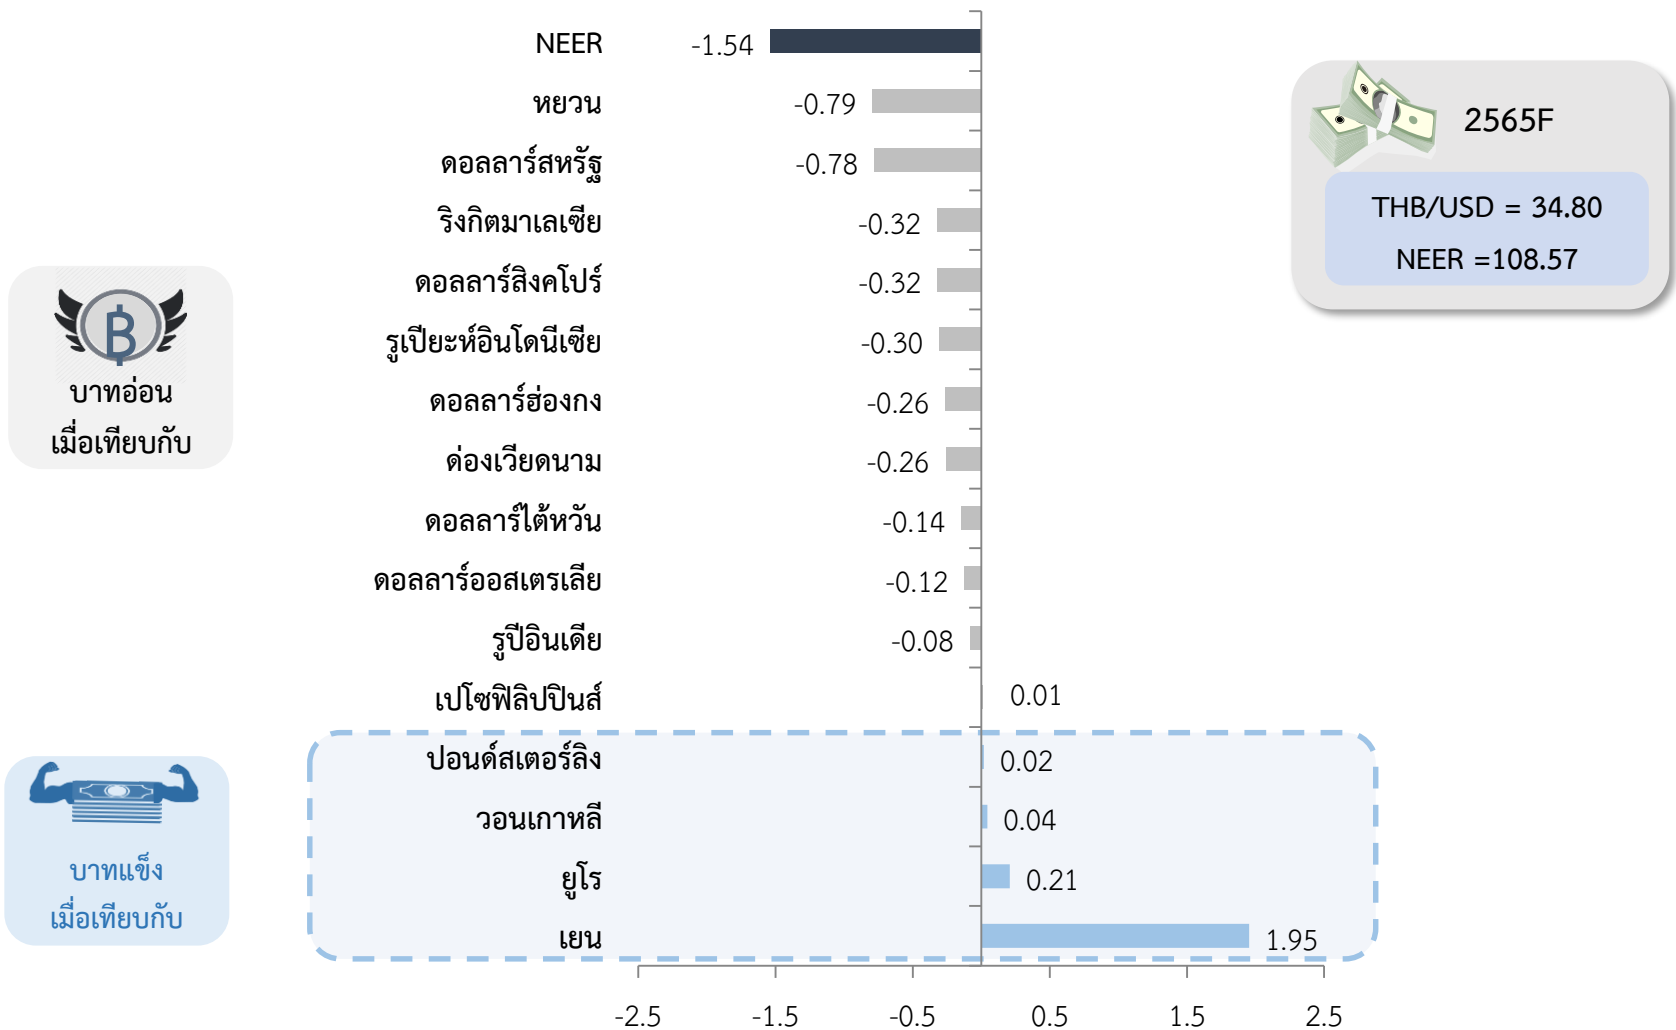 NEER -1.54
หยวน -0.79
ดอลลาร์สหรัฐ -0.78
ริงกิตมาเลเซีย -0.32
ดอลลาร์สิงคโปร์ -0.32
รูเปียะห์อินโดนีเซีย -0.30
ดอลลาร์ฮ่องกง -0.26
ด่องเวียดนาม -0.26
ดอลลาร์ไต้หวัน -0.14
ดอลลาร์ออสเตรเลีย -0.12
รูปีอินเดีย -0.08
เปโซฟิลิปปินส์ 0.01
ปอนด์สเตอร์ลิง 0.02
วอนเกาหลี 0.04
ยูโร 0.21
เยน 1.95
-2.5 -1.5 -0.5 0.5 1.5 2.5
บาทอ่อน
เมื่อเทียบกับ
บาทแข็ง
เมื่อเทียบกับ
2565F
THB/USD = 34.80
NEER =108.57